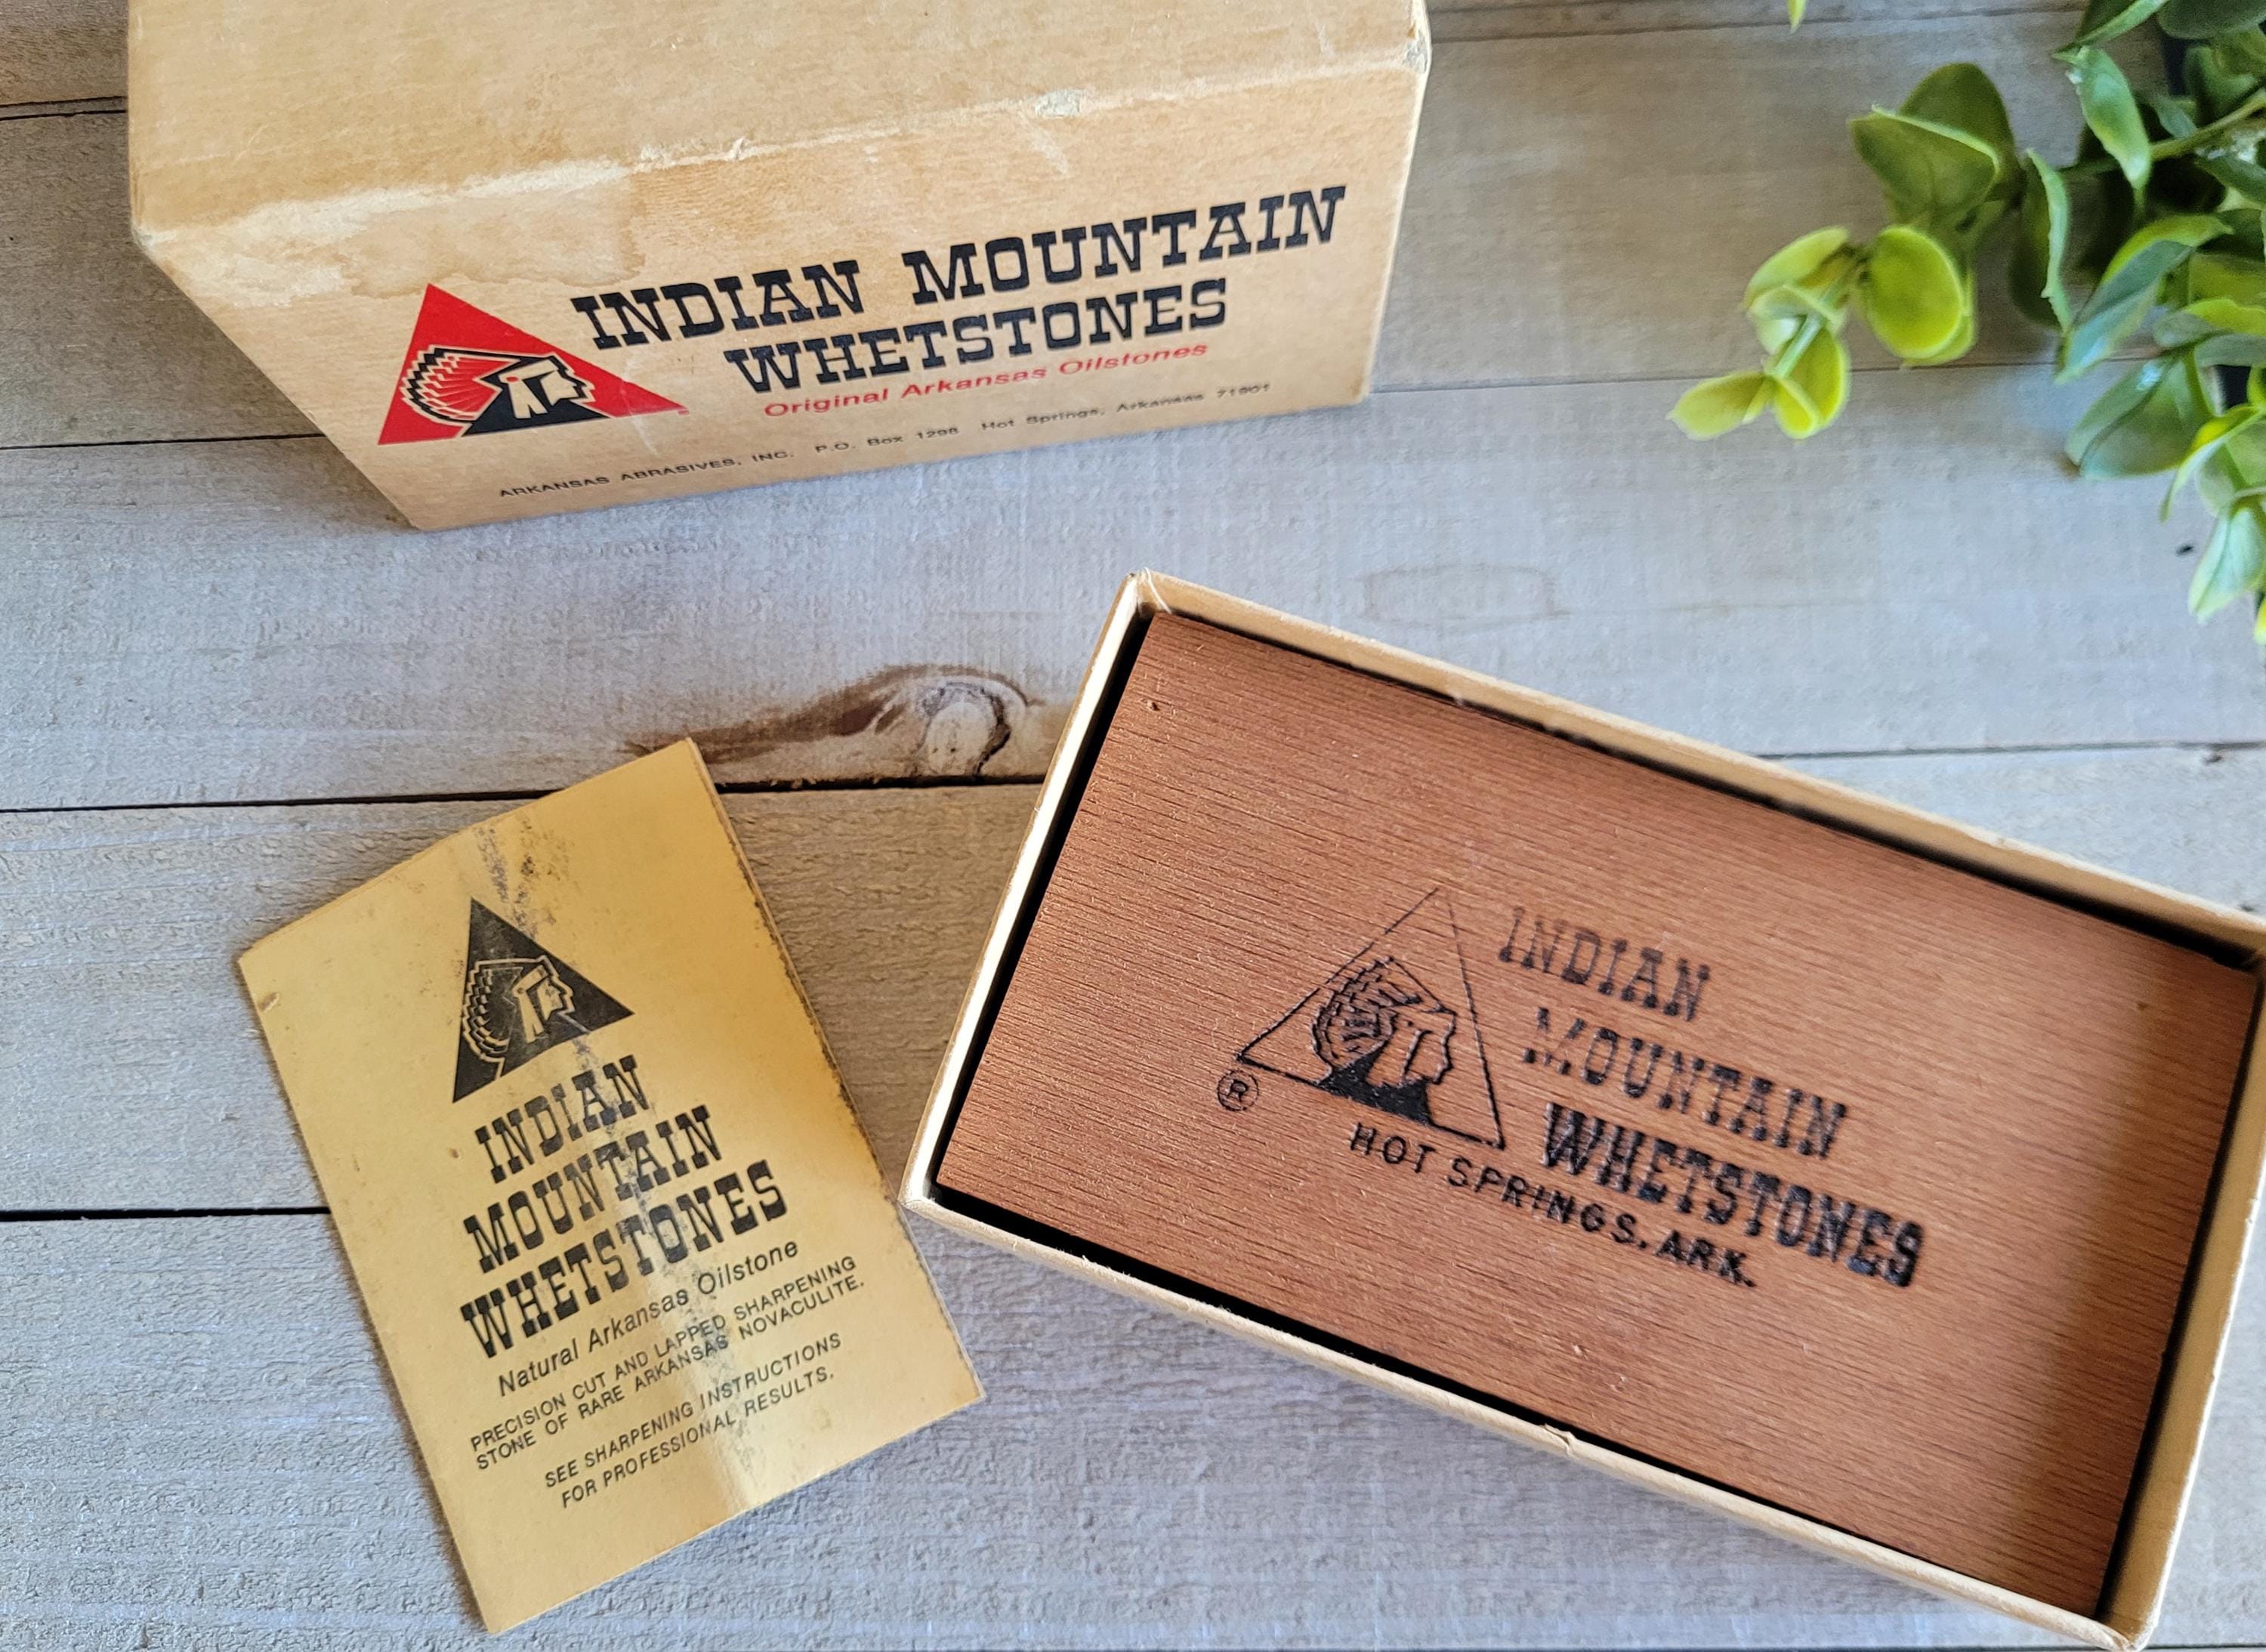 INDIAN MOUNTAIN
WHETSTONES
Original Arkansas Oilstones
ARKANSAS ABRASIVES, INC. P.O. Box 1298 Hot Springs, Arkansas 71901
INDIAN
MOUNTAIN
WHETSTONES
Natural Arkansas Oilstone
PRECISION CUT AND LAPPED SHARPENING
STONE OF RARE ARKANSAS NOVACULITE.
SEE SHARPENING INSTRUCTIONS
FOR PROFESSIONAL RESULTS.
INDIAN
MOUNTAIN
WHETSTONES
®
HOT SPRINGS, ARK.